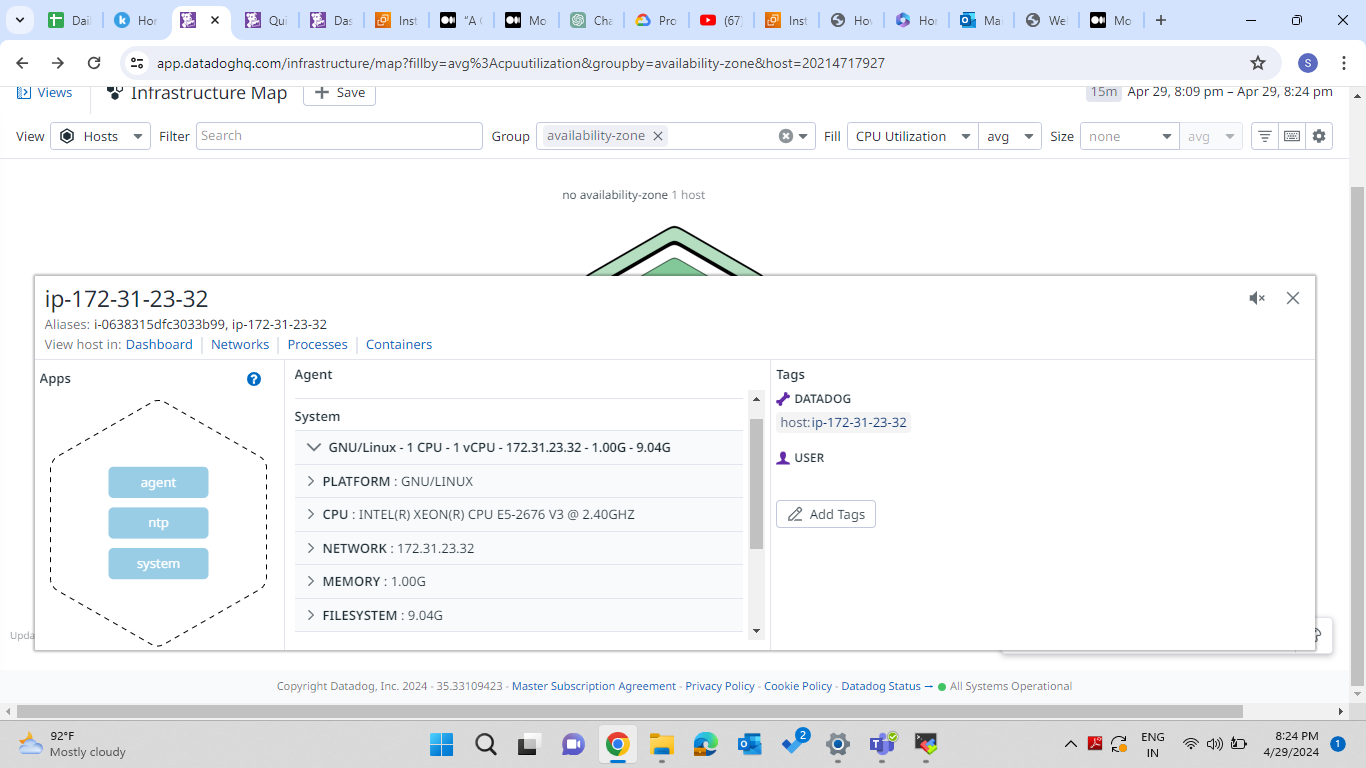 Dail
Hor
Qui
Das
Inst
"A C
Mo
Cha
Pro
(67)
Inst
Hov
Hor
Mai
Wel
Mo
app.datadoghq.com/infrastructure/map?fillby=avg%3Acpuutilization&groupby=availability-zone&host=20214717927
S
Views
Infrastructure Map
Save
15m Apr 29, 8:09 pm – Apr 29, 8:24 pm
View Hosts Filter Search Group availability-zone Fill CPU Utilization avg Size none avg
no availability-zone 1 host
ip-172-31-23-32
Aliases: i-0638315dfc3033b99, ip-172-31-23-32
View host in: Dashboard Networks Processes Containers
Apps
?
agent
ntp
system
Agent
System
GNU/Linux - 1 CPU - 1 vCPU - 172.31.23.32 - 1.00G - 9.04G
PLATFORM : GNU/LINUX
CPU : INTEL(R) XEON(R) CPU E5-2676 V3 @ 2.40GHZ
NETWORK : 172.31.23.32
MEMORY : 1.00G
FILESYSTEM : 9.04G
Tags
DATADOG
host:ip-172-31-23-32
USER
Add Tags
Upda
Copyright Datadog, Inc. 2024 - 35.33109423 - Master Subscription Agreement - Privacy Policy - Cookie Policy - Datadog Status → All Systems Operational
92°F
Mostly cloudy
2
ENG
IN
8:24 PM
4/29/2024
1